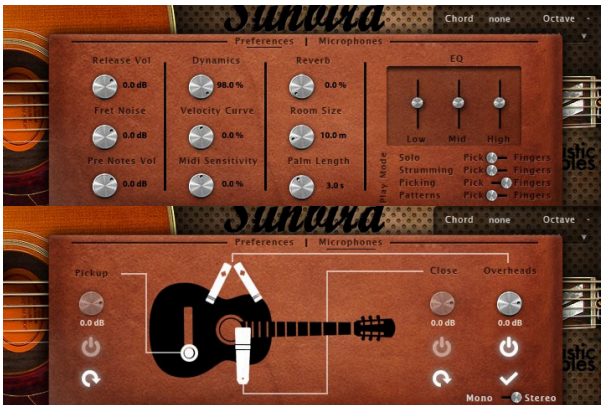 Sunbird
Chord none Octave -
Preferences | Microphones
Release Vol Dynamics Reverb EQ
0.0 dB 98.0 % 0.0 %
Fret Noise Velocity Curve Room Size
0.0 dB 0.0 % 10.0 m
Low Mid High
Pre Notes Vol Midi Sensitivity Palm Length
0.0 dB 0.0 % 3.0 s
Play Mode
Solo Pick Fingers
Strumming Pick Fingers
Picking Pick Fingers
Patterns Pick Fingers
Sunbird
Chord none Octave -
Preferences | Microphones
Pickup Close Overheads
0.0 dB 0.0 dB 0.0 dB
Mono Stereo